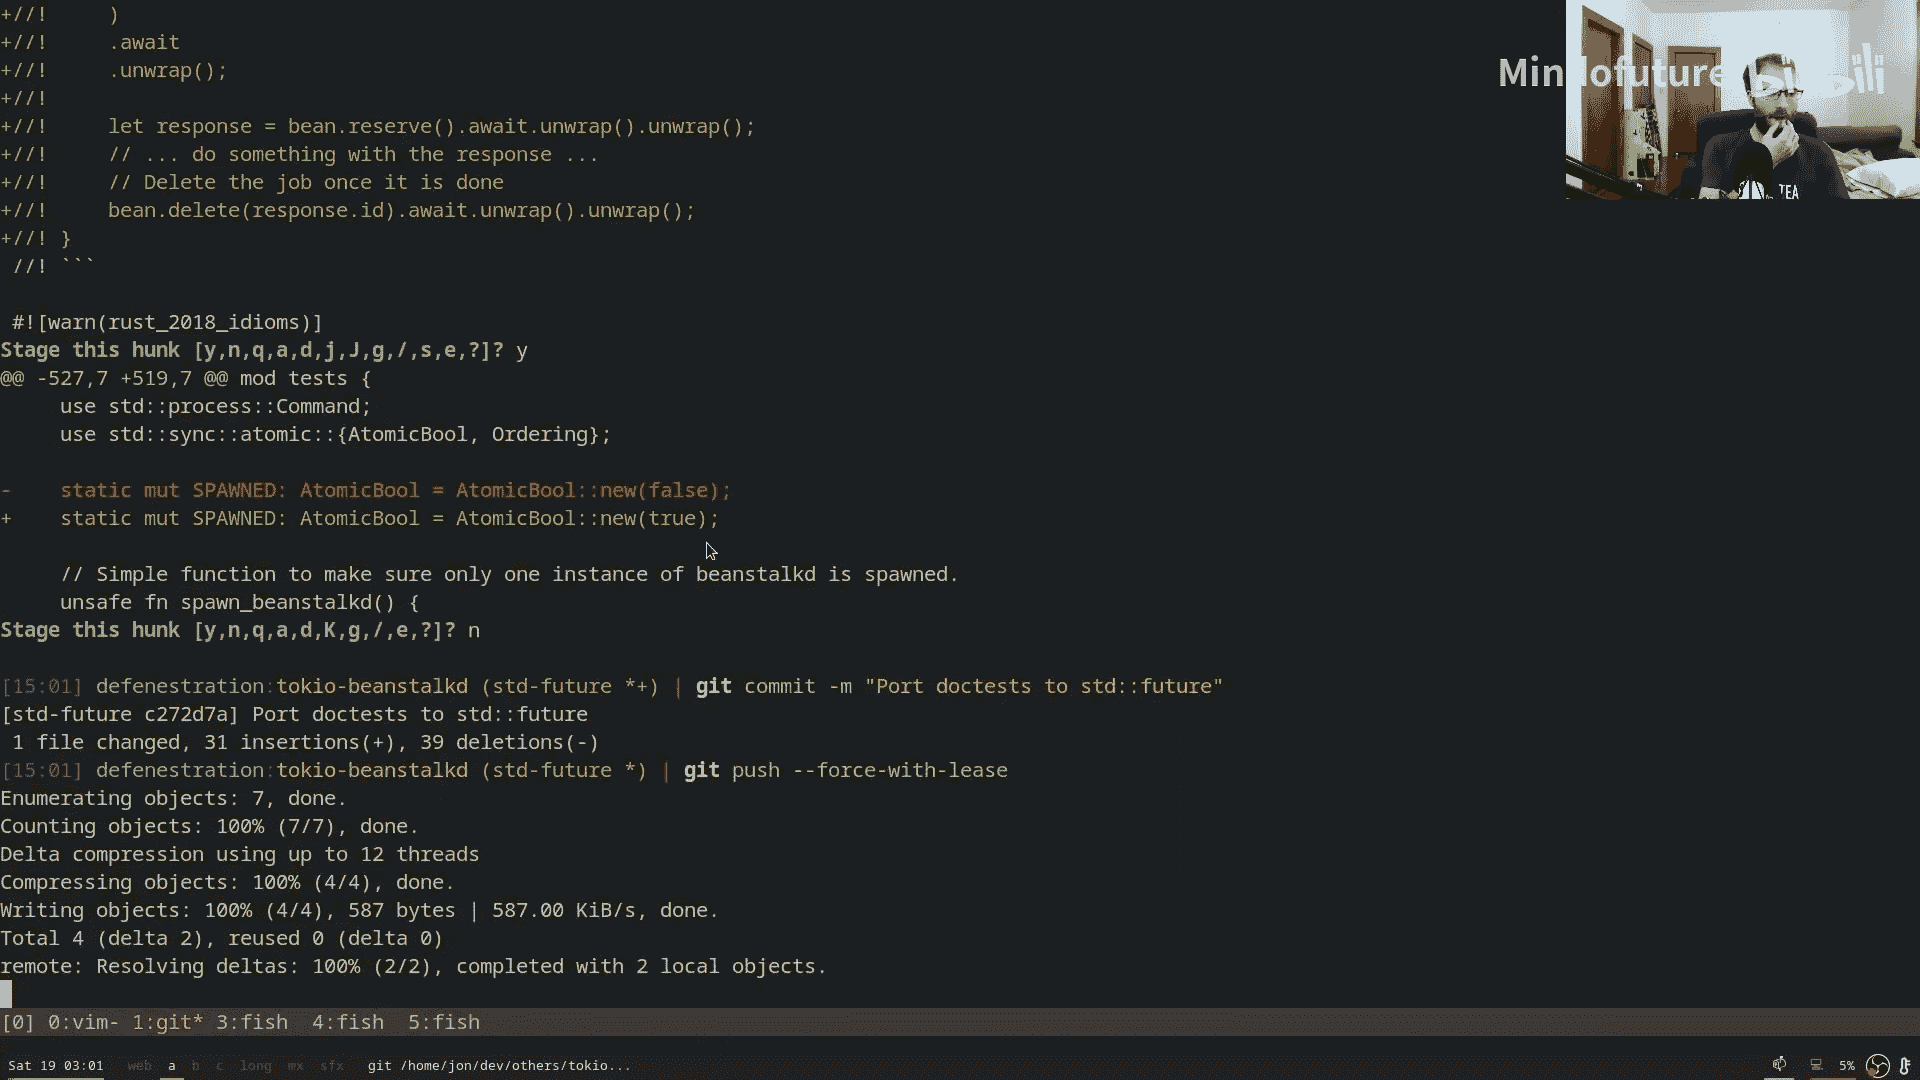 +//!     )
+//!     .await
+//!     .unwrap();
+//!
+//!     let response = bean.reserve().await.unwrap().unwrap();
+//!     // ... do something with the response ...
+//!     // Delete the job once it is done
+//!     bean.delete(response.id).await.unwrap().unwrap();
+//! }
 //! ```
 #![warn(rust_2018_idioms)]
Stage this hunk [y,n,q,a,d,j,J,g,/,s,e,?]? y
@@ -527,7 +519,7 @@ mod tests {
     use std::process::Command;
     use std::sync::atomic::{AtomicBool, Ordering};
-    static mut SPAWNED: AtomicBool = AtomicBool::new(false);
+    static mut SPAWNED: AtomicBool = AtomicBool::new(true);
     // Simple function to make sure only one instance of beanstalkd is spawned.
     unsafe fn spawn_beanstalkd() {
Stage this hunk [y,n,q,a,d,K,g,/,e,?]? n
[15:01] defenestration:tokio-beanstalkd (std-future *+) | git commit -m "Port doctests to std::future"
[std-future c272d7a] Port doctests to std::future
 1 file changed, 31 insertions(+), 39 deletions(-)
[15:01] defenestration:tokio-beanstalkd (std-future *) | git push --force-with-lease
Enumerating objects: 7, done.
Counting objects: 100% (7/7), done.
Delta compression using up to 12 threads
Compressing objects: 100% (4/4), done.
Writing objects: 100% (4/4), 587 bytes | 587.00 KiB/s, done.
Total 4 (delta 2), reused 0 (delta 0)
remote: Resolving deltas: 100% (2/2), completed with 2 local objects.
[0] 0:vim- 1:git* 3:fish  4:fish  5:fish
Sat 19 03:01 web a b c long mx sfx git /home/jon/dev/others/tokio... 5%
TEA